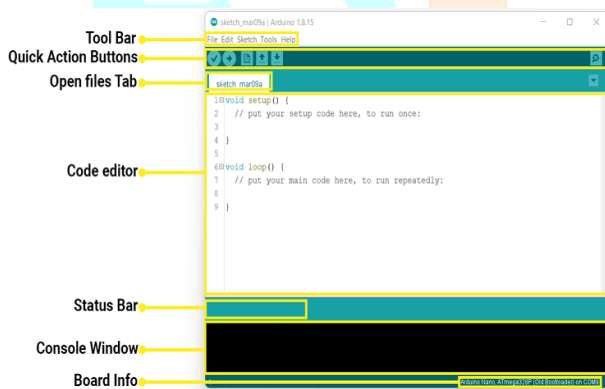 sketch_mar09a | Arduino 1.8.15
Tool Bar
File Edit Sketch Tools Help
Quick Action Buttons
Open files Tab
sketch_mar09a
1 void setup() {
2 // put your setup code here, to run once:
3
4 }
5
6 void loop() {
7 // put your main code here, to run repeatedly:
8
9 }
Code editor
Status Bar
Console Window
Board Info
Arduino Nano, ATmega328P (Old Bootloader) on COM6